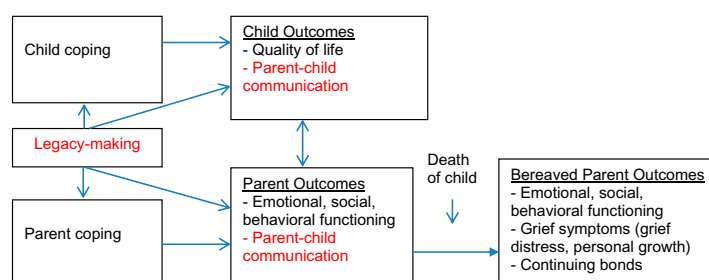 Child coping
Child Outcomes
- Quality of life
- Parent-child
communication
Legacy-making
Parent coping
Parent Outcomes
- Emotional, social,
behavioral functioning
- Parent-child
communication
Death
of child
Bereaved Parent Outcomes
- Emotional, social,
behavioral functioning
- Grief symptoms (grief
distress, personal growth)
- Continuing bonds